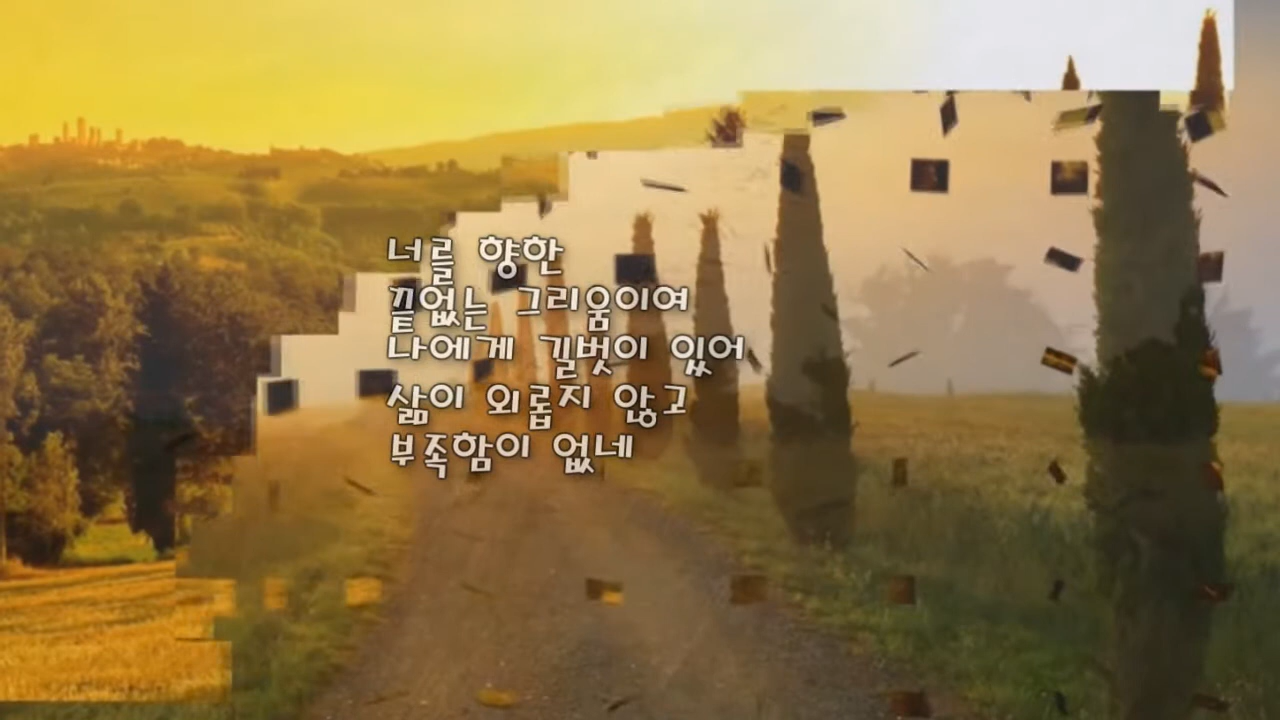 너를 향한
끝없는 그리움이여
나에게 길벗이 있어
삶이 외롭지 않고
부족함이 없네